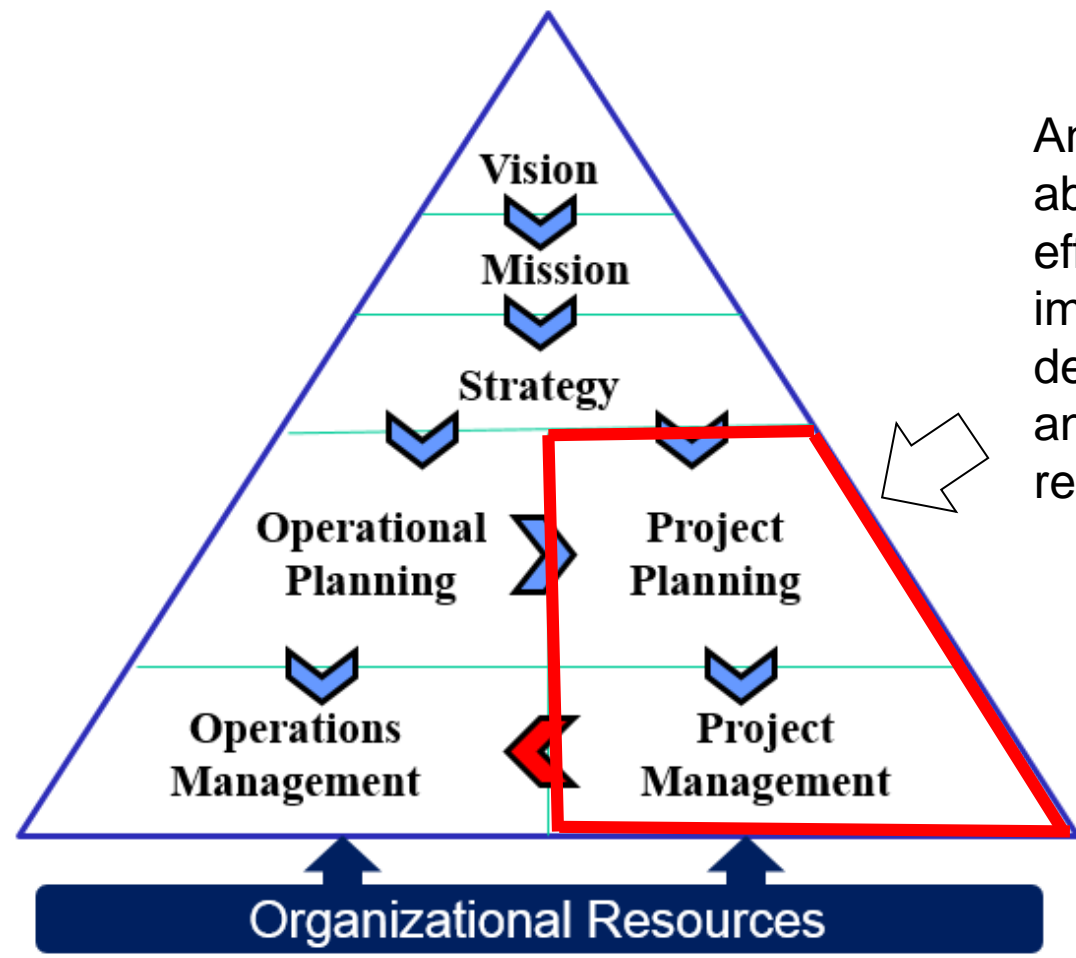 Vision
Mission
Strategy
Operational
Planning
Project
Planning
Operations
Management
Project
Management
Organizational Resources